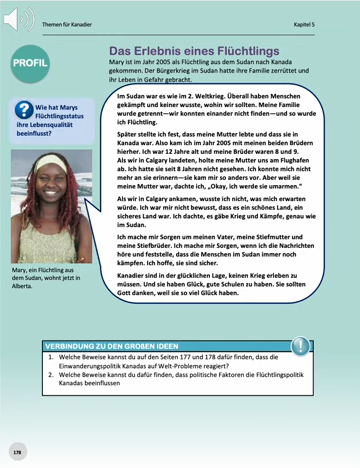 Themen für Kanadier
Kapitel 5
PROFIL
Das Erlebnis eines Flüchtlings
Mary ist im Jahr 2005 als Flüchtling aus dem Sudan nach Kanada
gekommen. Der Bürgerkrieg im Sudan hatte ihre Familie zerrüttet und
ihr Leben in Gefahr gebracht.
? Wie hat Marys
Flüchtlingsstatus
ihre Lebensqualität
beeinflusst?
Im Sudan war es wie im 2. Weltkrieg. Überall haben Menschen
gekämpft und keiner wusste, wohin wir sollten. Meine Familie
wurde getrennt—wir konnten einander nicht finden—und so wurde
ich Flüchtling.
Später stellte ich fest, dass meine Mutter lebte und dass sie in
Kanada war. Also kam ich im Jahr 2005 mit meinen beiden Brüdern
hierher. Ich war 12 Jahre alt und meine Brüder waren 8 und 9.
Als wir in Calgary landeten, holte meine Mutter uns am Flughafen
ab. Ich hatte sie seit 8 Jahren nicht gesehen. Ich konnte mich nicht
mehr an sie erinnern—sie kam mir so anders vor. Aber weil sie
meine Mutter war, dachte ich, „Okay, ich werde sie umarmen.“
Als wir in Calgary ankamen, wusste ich nicht, was mich erwarten
würde. Ich war mir nicht bewusst, dass es ein schönes Land, ein
sicheres Land war. Ich dachte, es gäbe Krieg und Kämpfe, genau wie
im Sudan.
Ich mache mir Sorgen um meinen Vater, meine Stiefmutter und
meine Stiefbrüder. Ich mache mir Sorgen, wenn ich die Nachrichten
höre und feststelle, dass die Menschen im Sudan immer noch
kämpfen. Ich hoffe, sie sind sicher.
Kanadier sind in der glücklichen Lage, keinen Krieg erleben zu
müssen. Und sie haben Glück, gute Schulen zu haben. Sie sollten
Gott danken, weil sie so viel Glück haben.
Mary, ein Flüchtling aus
dem Sudan, wohnt jetzt in
Alberta.
VERBINDUNG ZU DEN GROßEN IDEEN
!
1. Welche Beweise kannst du auf den Seiten 177 und 178 dafür finden, dass die
Einwanderungspolitik Kanadas auf Welt-Probleme reagiert?
2. Welche Beweise kannst du dafür finden, dass politische Faktoren die Flüchtlingspolitik
Kanadas beeinflussen
178